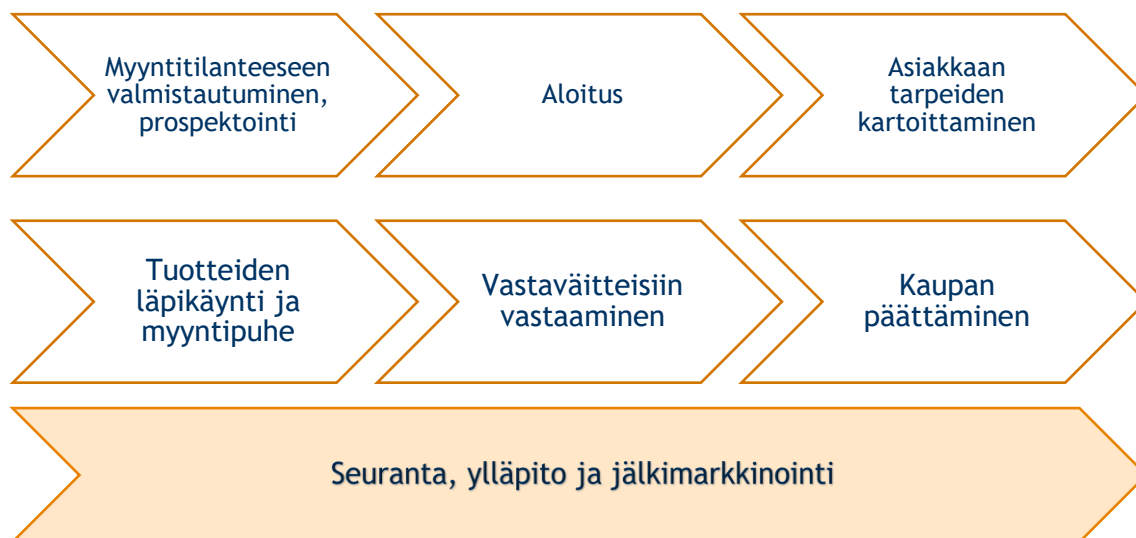 Myyntitilanteeseen
valmistautuminen,
prospektointi
Aloitus
Asiakkaan
tarpeiden
kartoittaminen
Tuotteiden
läpikäynti ja
myyntipuhe
Vastaväitteisiin
vastaaminen
Kaupan
päättäminen
Seuranta, ylläpito ja jälkimarkkinointi